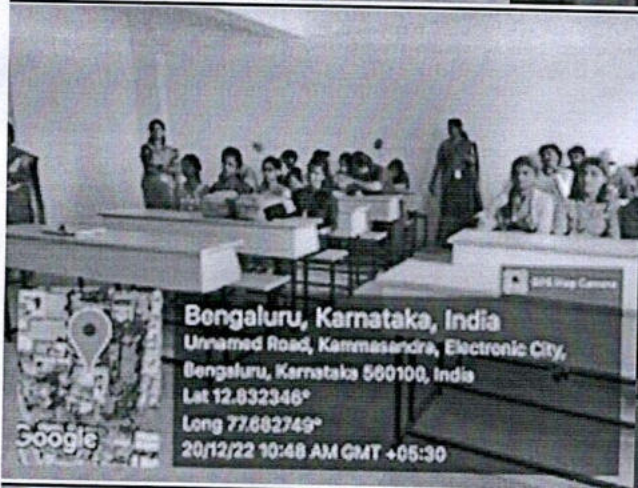 GPS Map Camera
Bengaluru, Karnataka, India
Unnamed Road, Kammasandra, Electronic City,
Bengaluru, Karnataka 560100, India
Lat 12.832346°
Long 77.682749°
20/12/22 10:48 AM GMT +05:30
Google